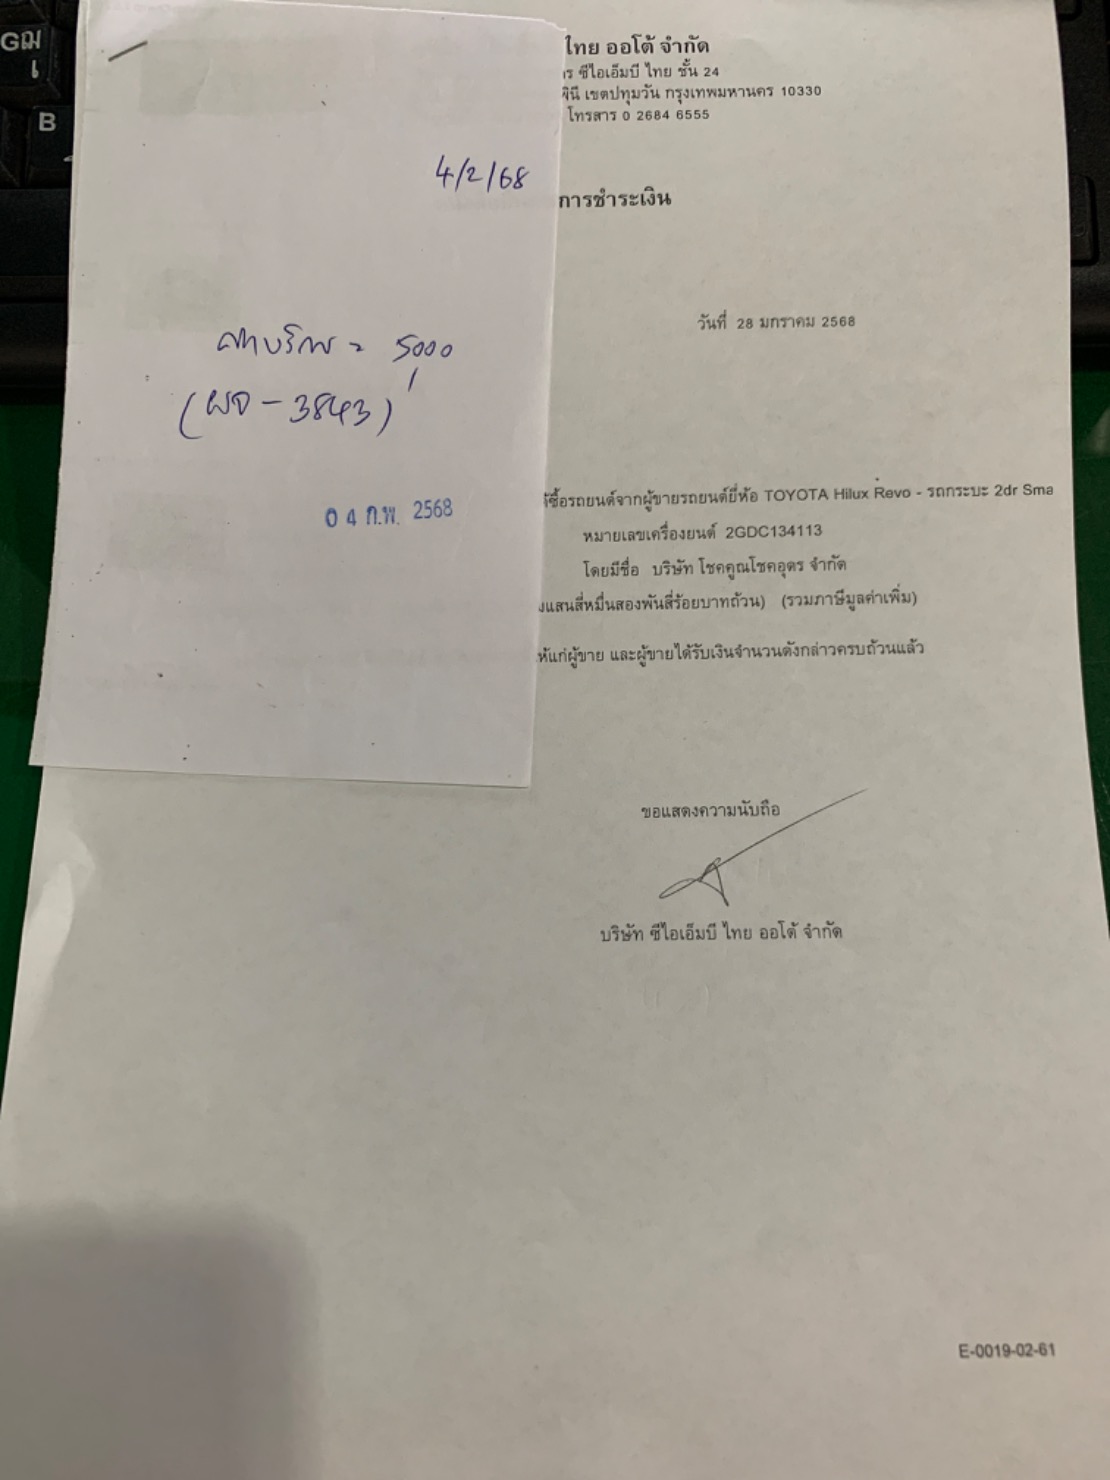 G ฌ เ
B
ไทย ออโต้ จำกัด
ซีไอเอ็มบี ไทย ชั้น 24
เขตปทุมวัน กรุงเทพมหานคร 10330
โทรสาร 0 2684 6555
4/2/68
การชำระเงิน
วันที่ 28 มกราคม 2568
ค่าบริการ = 5,000
(ผจ - 3843)
ซื้อรถยนต์จากผู้ขายรถยนต์ยี่ห้อ TOYOTA Hilux Revo - รถกระบะ 2dr Sma
04 ก.พ. 2568
หมายเลขเครื่องยนต์ 2GDC134113
โดยมีชื่อ บริษัท โชคคูณโชคอุดร จำกัด
แสนสี่หมื่นสองพันสี่ร้อยบาทถ้วน) (รวมภาษีมูลค่าเพิ่ม)
ให้แก่ผู้ขาย และผู้ขายได้รับเงินจำนวนดังกล่าวครบถ้วนแล้ว
ขอแสดงความนับถือ
บริษัท ซีไอเอ็มบี ไทย ออโต้ จำกัด
E-0019-02-61